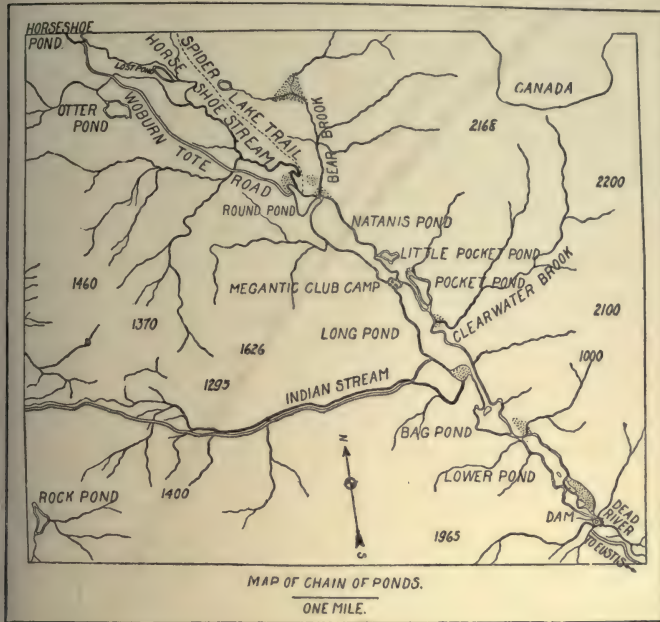 HORSESHOE
POND.
LOST POND
OTTER
POND
HORSE SHOE STREAM
SPIDER LAKE TRAIL
WOBURN TOTE ROAD
BEAR BROOK
CANADA
2168
2200
ROUND POND
NATANIS POND
LITTLE POCKET POND
POCKET POND
MEGANTIC CLUB CAMP
CLEARWATER BROOK
1460
1370
1626
1295
LONG POND
2100
1000
INDIAN STREAM
BAG POND
LOWER POND
ROCK POND
1400
N
S
1965
DAM
DEAD
RIVER
TO EUSTIS
MAP OF CHAIN OF PONDS.
ONE MILE.